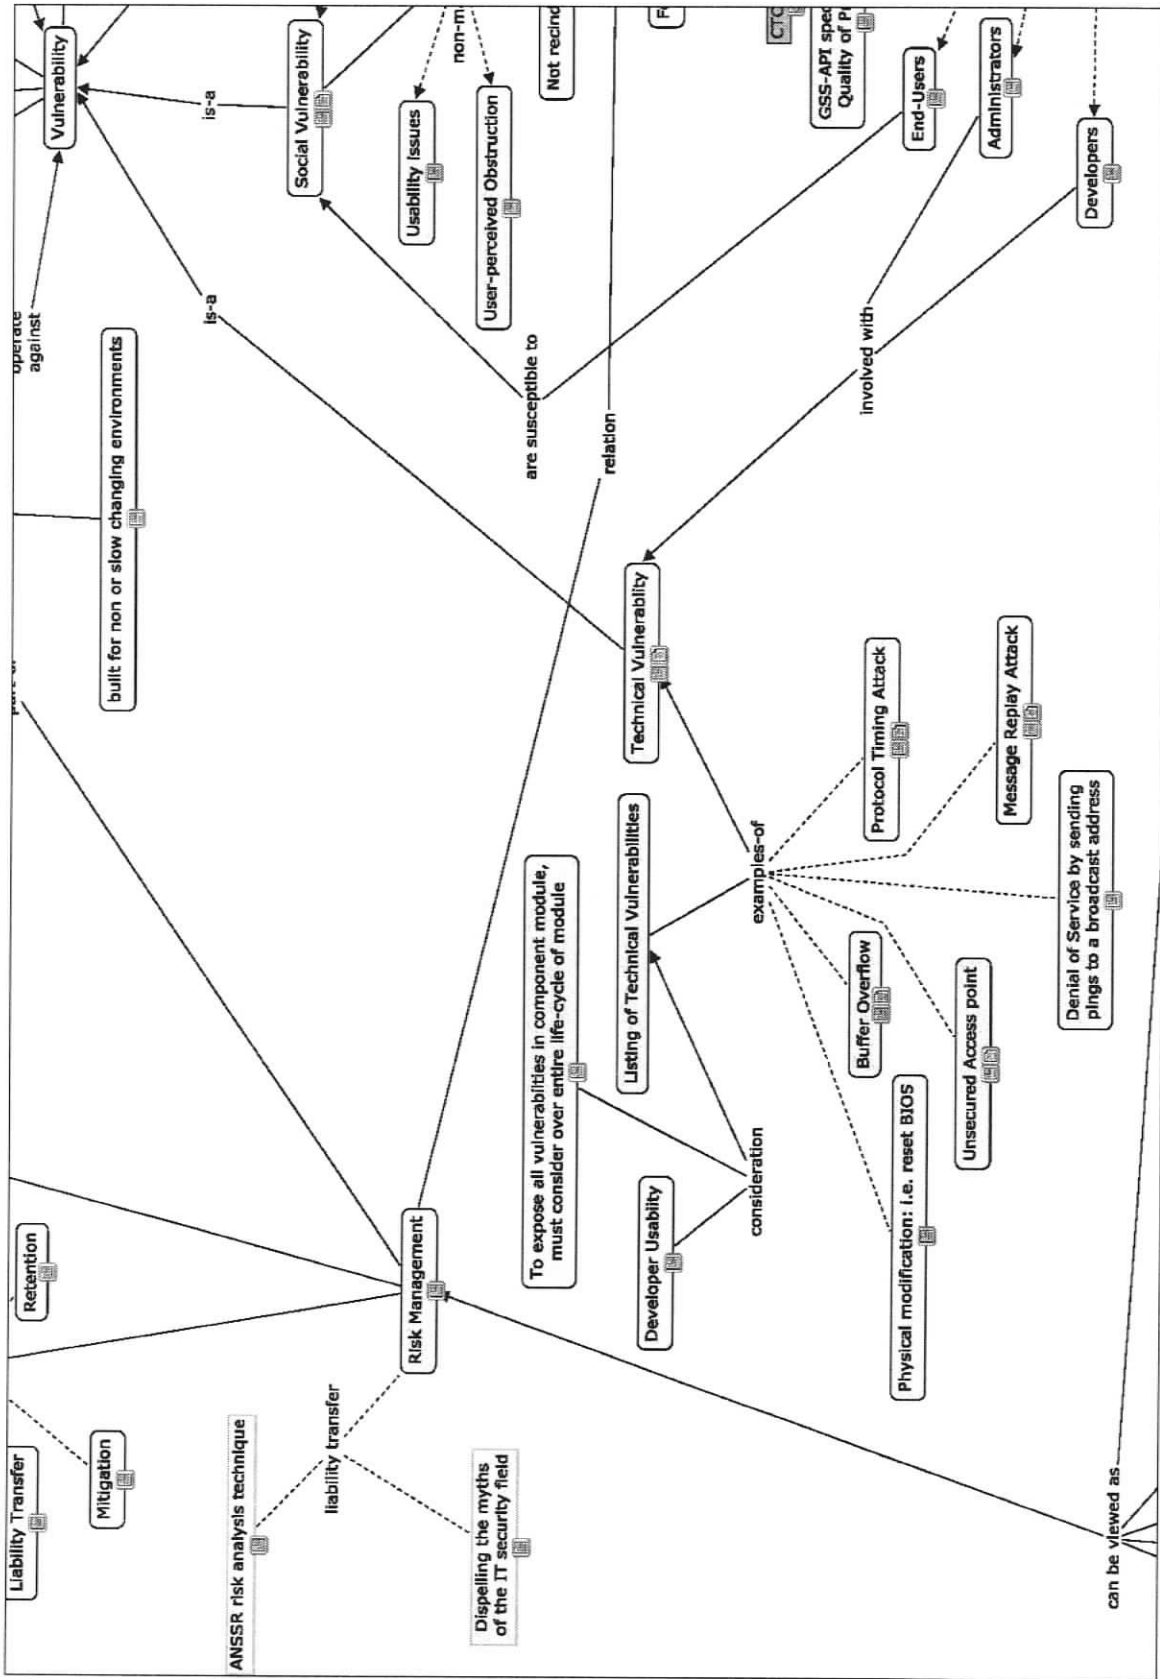 Liability Transfer
Mitigation
Retention
ANSSR risk analysis technique
liability transfer
Dispelling the myths
of the IT security field
Risk Management
built for non or slow changing environments
operate
against
Vulnerability
is-a
is-a
Social Vulnerability
Usability Issues
User-perceived Obstruction
non-m
Not recind
are susceptible to
relation
To expose all vulnerabilities in component module,
must consider over entire life-cycle of module
Listing of Technical Vulnerabilities
Technical Vulnerablity
Developer Usability
consideration
examples-of
Physical modification: i.e. reset BIOS
Buffer Overflow
Unsecured Access point
Denial of Service by sending
pings to a broadcast address
Protocol Timing Attack
Message Replay Attack
involved with
CTC
GSS-API spec
Quality of Pr
End-Users
Administrators
Developers
can be viewed as